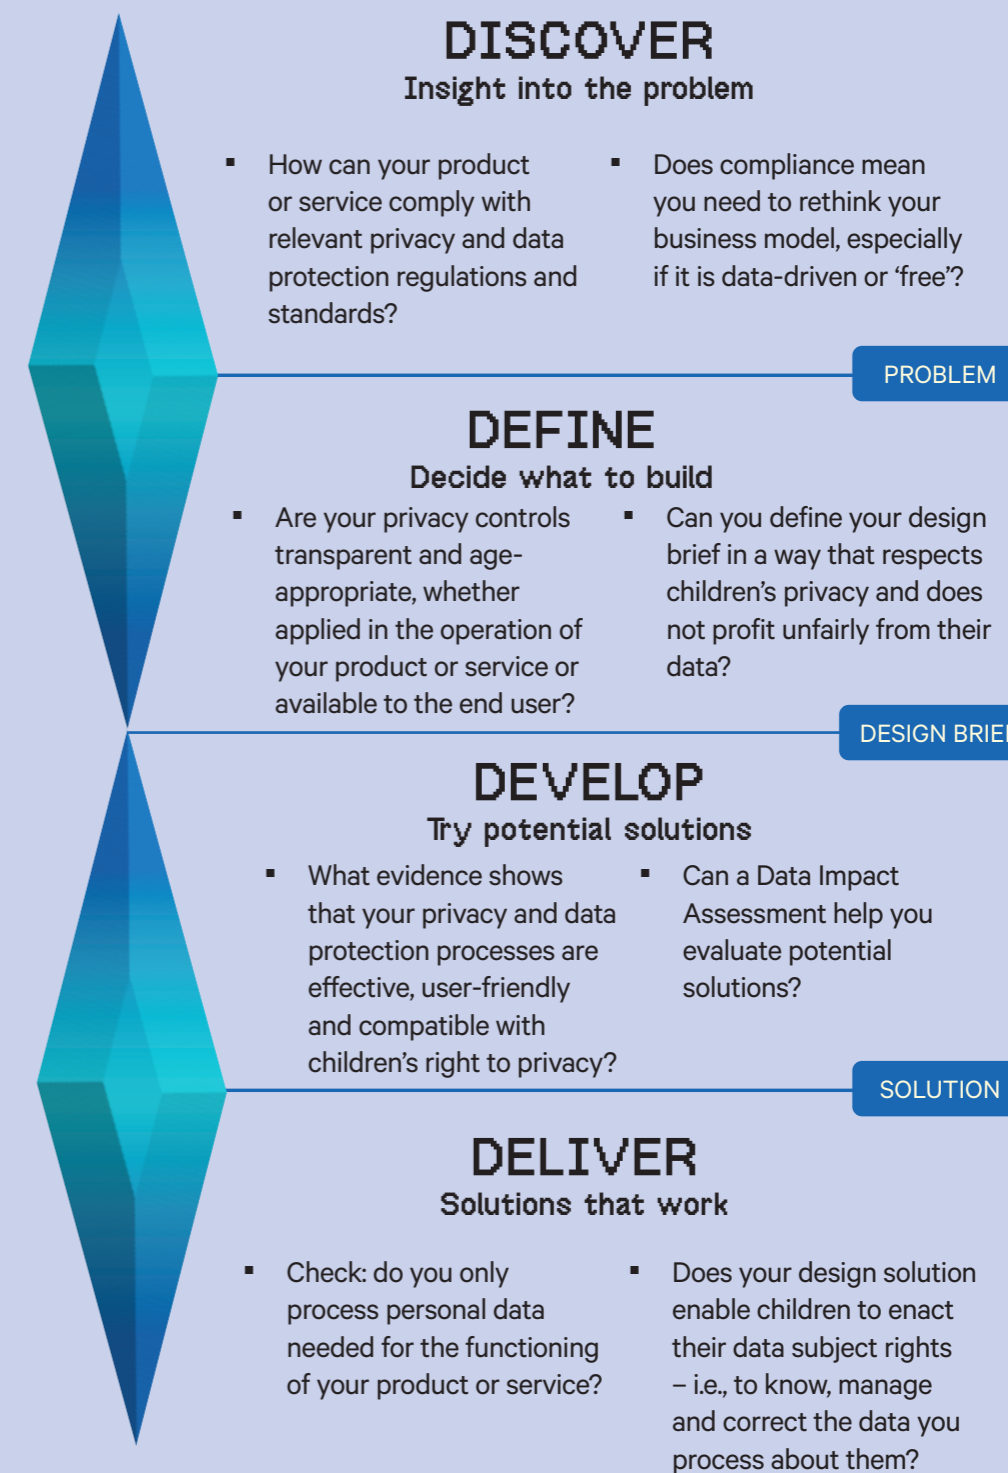 DISCOVER
Insight into the problem
▪ How can your product
or service comply with
relevant privacy and data
protection regulations and
standards?
▪ Does compliance mean
you need to rethink your
business model, especially
if it is data-driven or ‘free’?
PROBLEM
DEFINE
Decide what to build
▪ Are your privacy controls
transparent and age-
appropriate, whether
applied in the operation of
your product or service or
available to the end user?
▪ Can you define your design
brief in a way that respects
children’s privacy and does
not profit unfairly from their
data?
DESIGN BRIEF
DEVELOP
Try potential solutions
▪ What evidence shows
that your privacy and data
protection processes are
effective, user-friendly
and compatible with
children’s right to privacy?
▪ Can a Data Impact
Assessment help you
evaluate potential
solutions?
SOLUTION
DELIVER
Solutions that work
▪ Check: do you only
process personal data
needed for the functioning
of your product or service?
▪ Does your design solution
enable children to enact
their data subject rights
– i.e., to know, manage
and correct the data you
process about them?